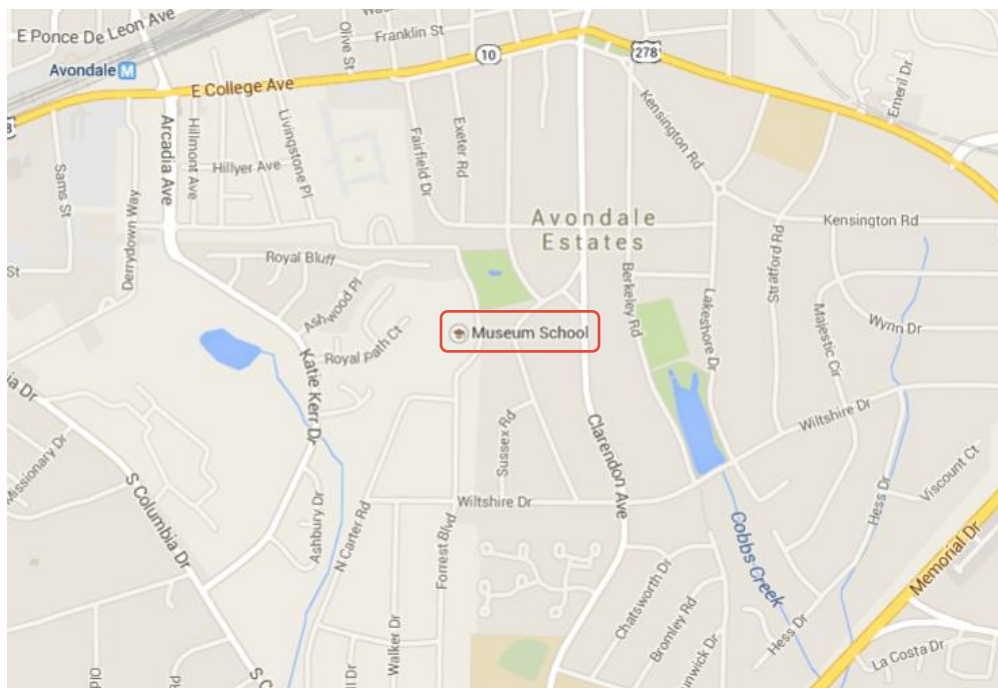 E Ponce De Leon Ave
Olive St
Franklin St
10
278
Avondale M
E College Ave
Emeril Dr
Kensington Rd
Arcadia Ave
Hillmont Ave
Livingstone Pl
Fairfield Dr
Exeter Rd
Hillyer Ave
Sams St
Derrydown Way
Avondale
Estates
Kensington Rd
Stratford Rd
St
Royal Bluff
Berkeley Rd
Lakeshore Dr
Ashwood Pl
Majestic Cir
Wynn Dr
Museum School
Royal Path Ct
Katie Kerr Dr
Clarendon Ave
Wiltshire Dr
Sussex Rd
Missionary Dr
S Columbia Dr
Viscount Ct
Hess Dr
Wiltshire Dr
Ashbury Dr
N Carter Rd
Forrest Blvd
Cobbs Creek
Memorial Dr
Chatsworth Dr
Bromley Rd
Hess Dr
Walker Dr
La Costa Dr